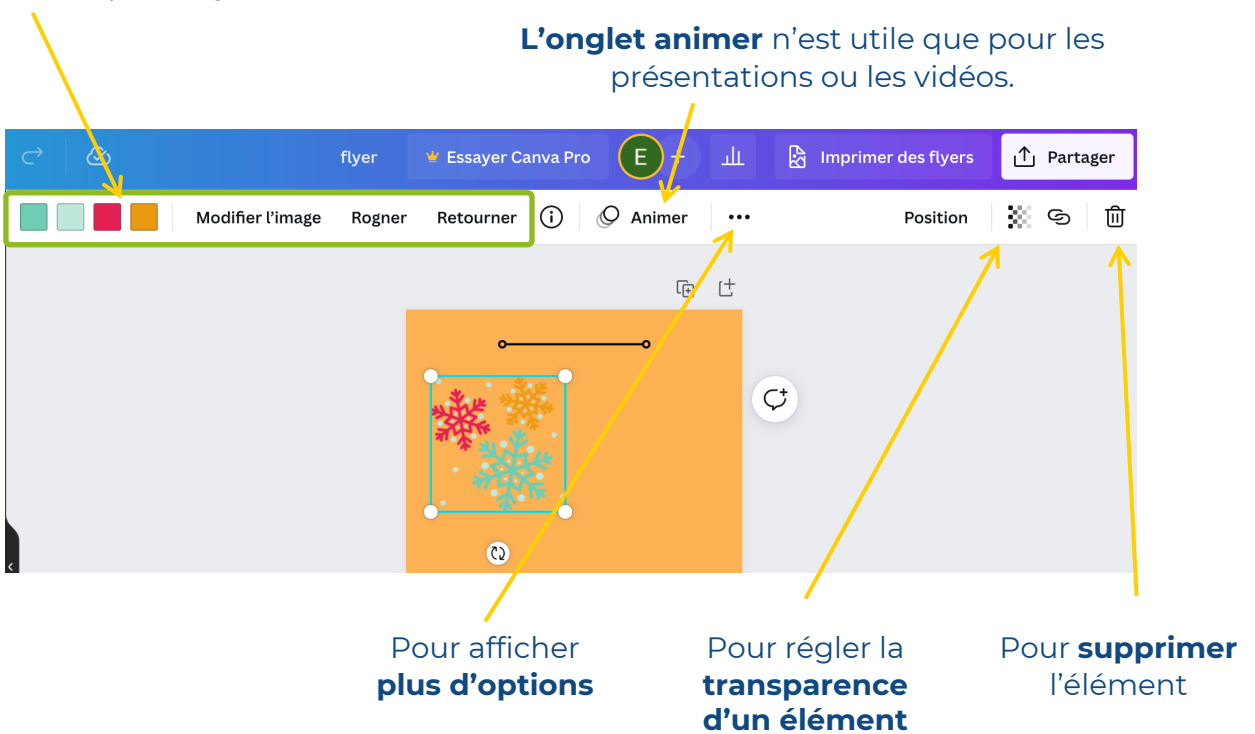 L'onglet animer n'est utile que pour les
présentations ou les vidéos.
flyer
Essayer Canva Pro
E
+
Imprimer des flyers
Partager
Modifier l'image
Rogner
Retourner
Animer
Position
Pour afficher
plus d'options
Pour régler la
transparence
d'un élément
Pour supprimer
l'élément